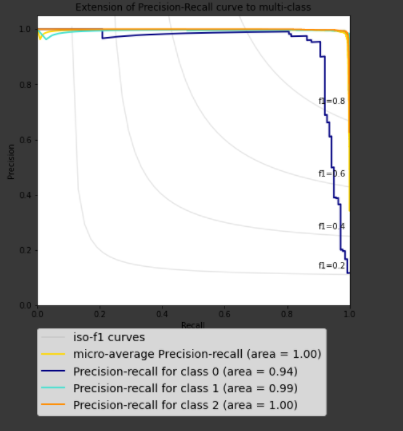 Extension of Precision-Recall curve to multi-class
1.0
0.8
f1=0.8
0.6
Precision
f1=0.6
0.4
f1=0.4
0.2
f1=0.2
0.0
0.0 0.2 0.4 0.6 0.8 1.0
Recall
iso-f1 curves
micro-average Precision-recall (area = 1.00)
Precision-recall for class 0 (area = 0.94)
Precision-recall for class 1 (area = 0.99)
Precision-recall for class 2 (area = 1.00)